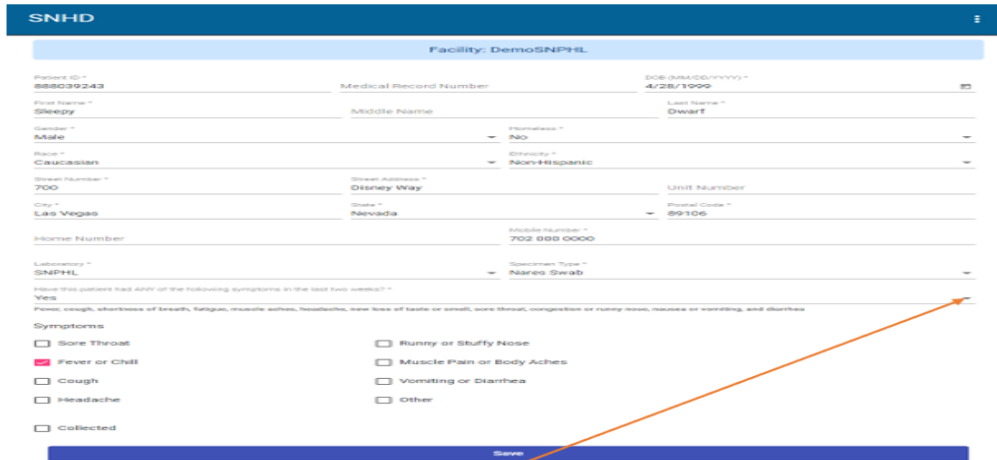 SNHD
Facility: DemoSNPHL
Patient ID * DOB (MM/DD/YYYY) *
888039243 Medical Record Number 4/28/1999
First Name * Last Name *
Sleepy Middle Name Dwarf
Gender * Homeless *
Male No
Race * Ethnicity *
Caucasian Non-Hispanic
Street Number * Street Address *
700 Disney Way Unit Number
City * State * Postal Code *
Las Vegas Nevada 89106
Mobile Number *
Home Number 702 888 0000
Laboratory * Specimen Type *
SNPHL Nares Swab
Have this patient had ANY of the following symptoms in the last two weeks? *
Yes
Fever, cough, shortness of breath, fatigue, muscle aches, headache, new loss of taste or smell, sore throat, congestion or runny nose, nausea or vomiting, and diarrhea
Symptoms
Sore Throat Runny or Stuffy Nose
Fever or Chill Muscle Pain or Body Aches
Cough Vomiting or Diarrhea
Headache Other
Collected
Save